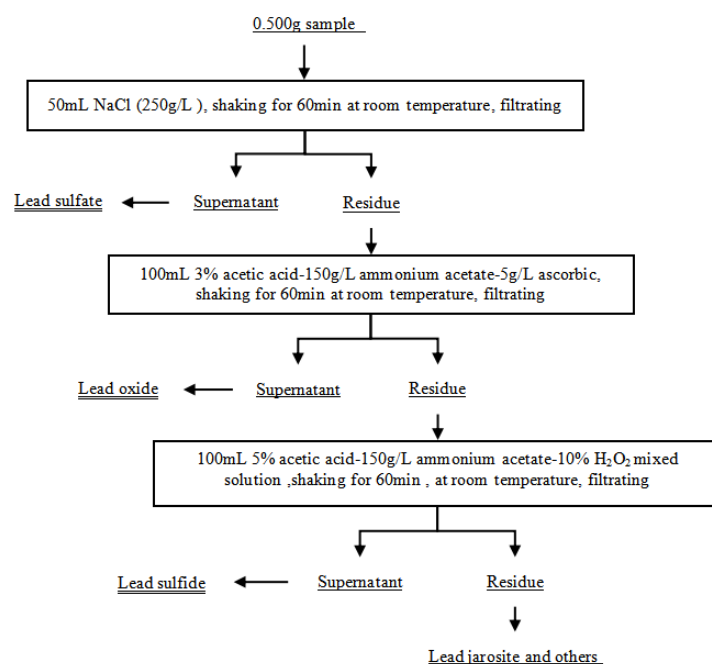 0.500g sample
50mL NaCl (250g/L ), shaking for 60min at room temperature, filtrating
Lead sulfate
Supernatant
Residue
100mL 3% acetic acid-150g/L ammonium acetate-5g/L ascorbic,
shaking for 60min at room temperature, filtrating
Lead oxide
Supernatant
Residue
100mL 5% acetic acid-150g/L ammonium acetate-10% H₂O₂ mixed
solution ,shaking for 60min , at room temperature, filtrating
Lead sulfide
Supernatant
Residue
Lead jarosite and others